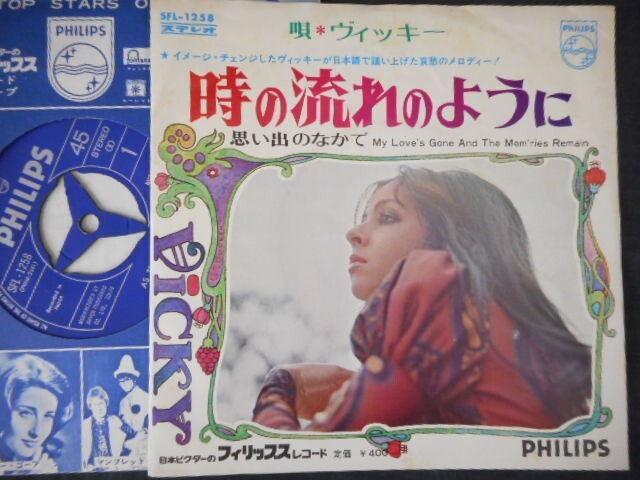 SFL-1258
ステレオ
唄*ヴィッキー
PHILIPS
★イメージ・チェンジしたヴィッキーが日本語で謳い上げた哀愁のメロディー!
時の流れのように
思い出のなかで My Love's Gone And The Mem'ries Remain
VICKY
日本ビクターの フィリップス レコード 定価 ¥400
PHILIPS
TOP STARS O
PHILIPS
45
STEREO
1
PHILIPS
SFL-1258